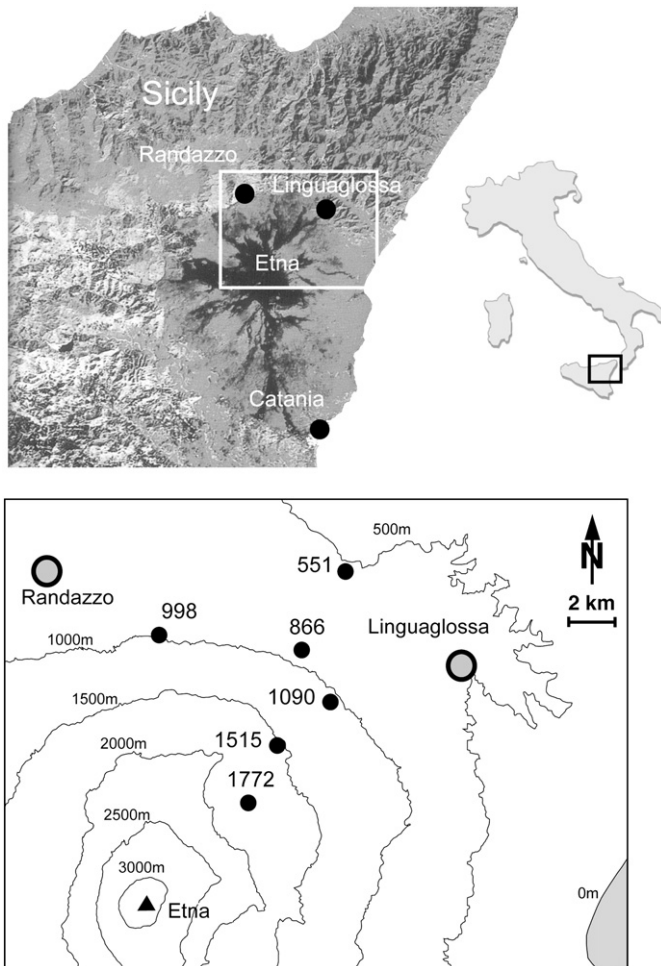 Sicily
Randazzo
Linguaglossa
Etna
Catania
500m
N
551
2 km
Randazzo
998
866
Linguaglossa
1000m
1090
1500m
1515
2000m
1772
2500m
3000m
Etna
0m